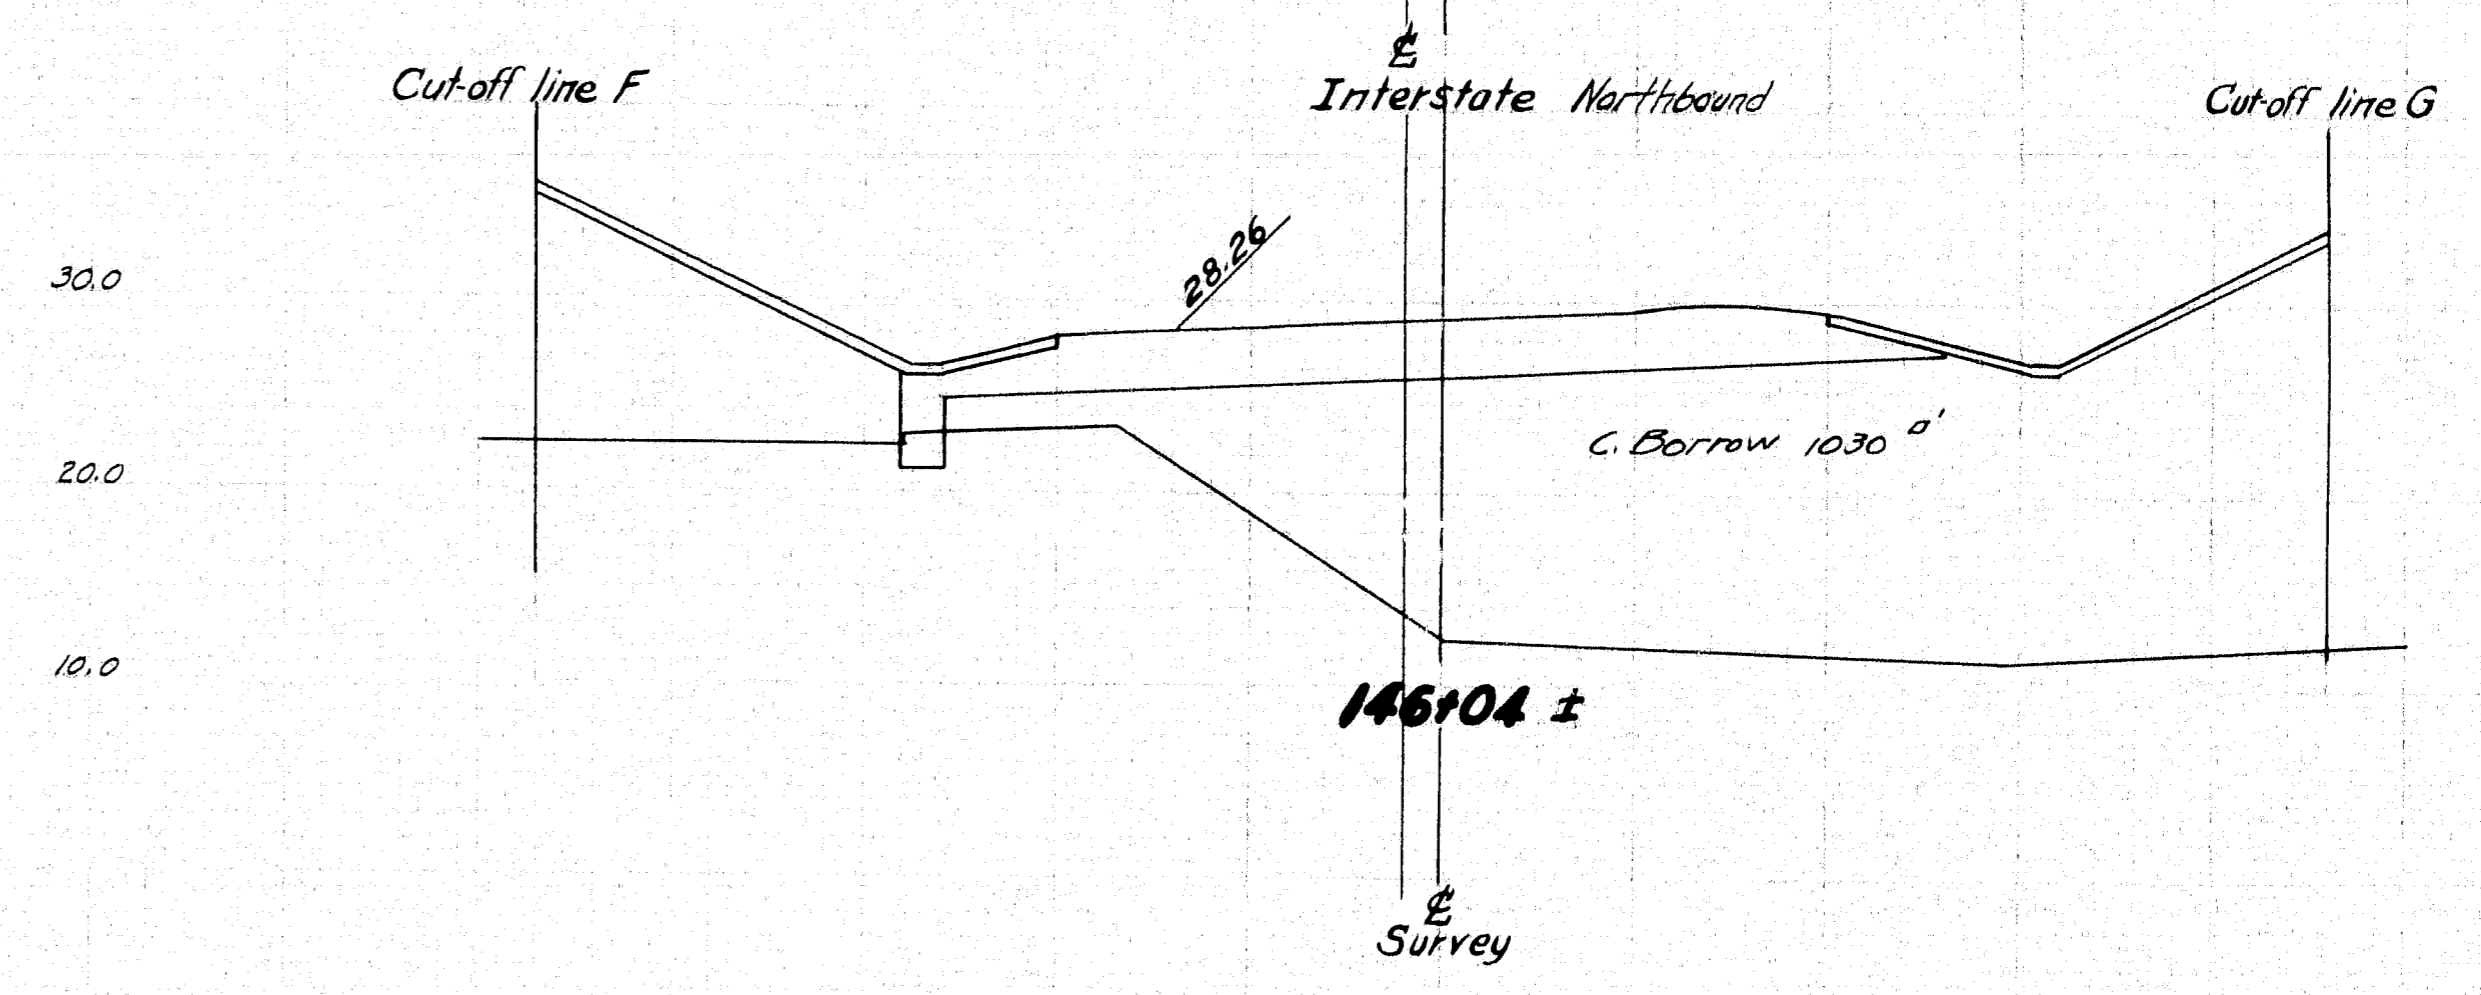 ℄
Cut-off line F
Interstate Northbound
Cut-off line G
28.26
30.0
C. Borrow 1030 □'
20.0
10.0
146+04 ±
℄
Survey